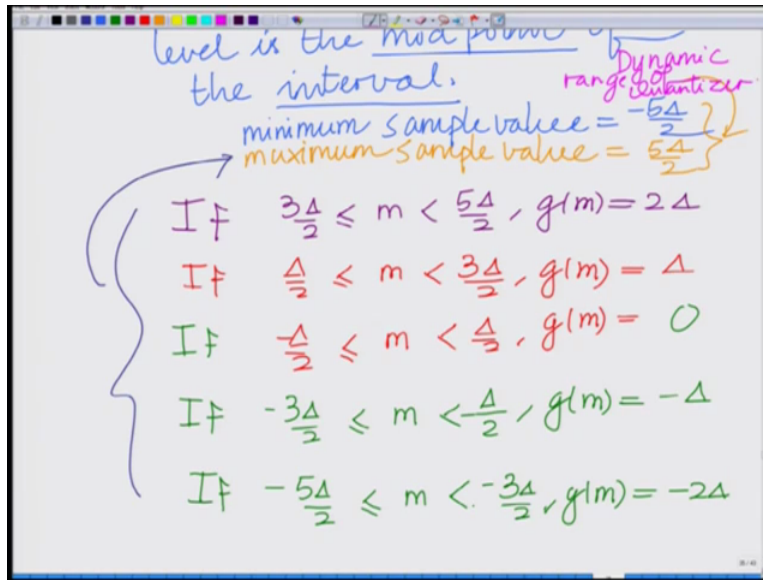 level is the mid point of
the interval.
Dynamic
range of
quantizer.
minimum sample value = -5Δ/2
maximum sample value = 5Δ/2
If 3Δ/2 ≤ m < 5Δ/2, g(m) = 2Δ
If Δ/2 ≤ m < 3Δ/2, g(m) = Δ
If -Δ/2 ≤ m < Δ/2, g(m) = 0
If -3Δ/2 ≤ m < -Δ/2, g(m) = -Δ
If -5Δ/2 ≤ m < -3Δ/2, g(m) = -2Δ